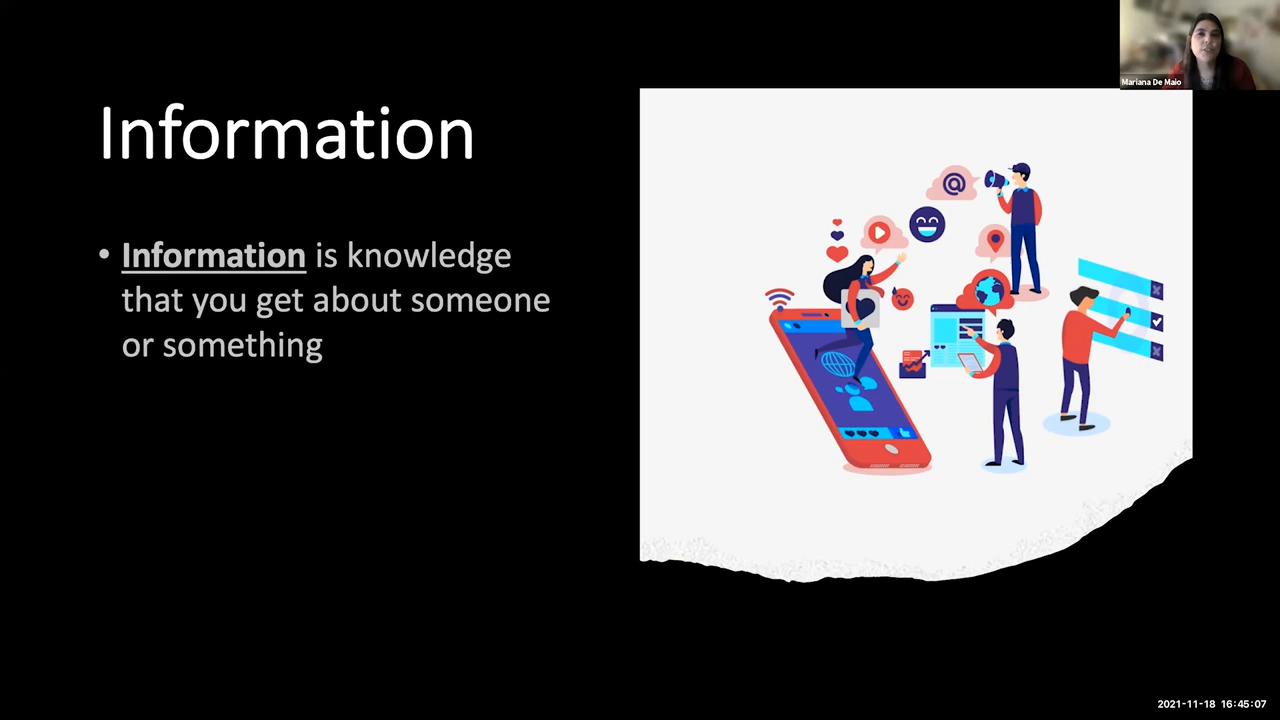 Mariana De Maio
Information
• Information is knowledge
that you get about someone
or something
@
2021-11-18 16:45:07